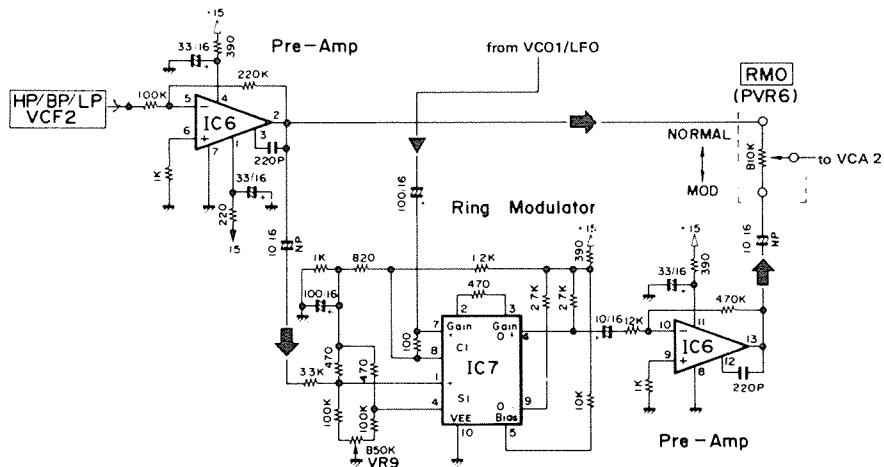 +15
33/16
390
Pre-Amp
220K
100K
HP/BP/LP
VCF2
4
5
-
2
IC6
6
+
3
7
1
220P
1K
33/16
+
220
15
10/16
NP
from VCO1/LFO
100/16
+
Ring Modulator
RMO
(PVR6)
NORMAL
B10K
to VCA 2
MOD
10/16
NP
1K
820
1.2K
+15
390
470
2.7K
2.7K
100/16
+
2
3
7
Gain
+
Gain
O +
4
100
8
C1
-
IC7
1
+
S1
4
-
O -
9
VEE
Bias
10
5
3.3K
470
470
100K
100K
B50K
VR9
10K
10/16
+
12K
+15
33/16
+
390
470K
11
10
-
IC6
13
9
+
12
8
220P
1K
Pre-Amp